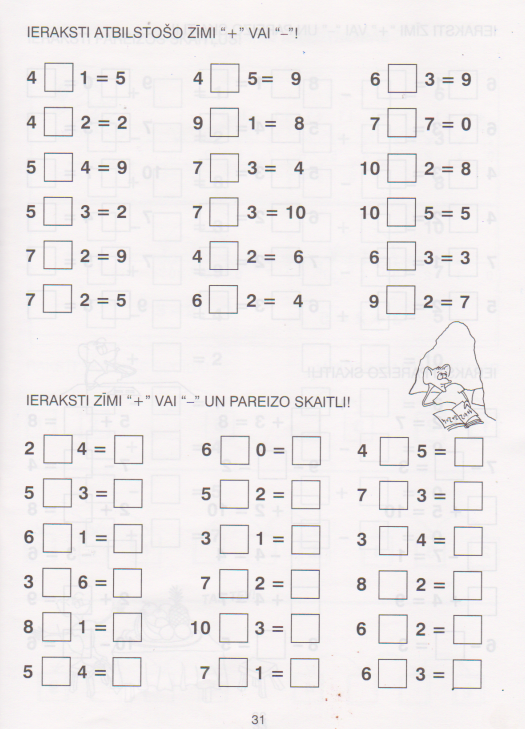 IERAKSTI ATBILSTOŠO ZĪMI “+” VAI “–”!
4 □ 1 = 5 4 □ 5 = 9 6 □ 3 = 9
4 □ 2 = 2 9 □ 1 = 8 7 □ 7 = 0
5 □ 4 = 9 7 □ 3 = 4 10 □ 2 = 8
5 □ 3 = 2 7 □ 3 = 10 10 □ 5 = 5
7 □ 2 = 9 4 □ 2 = 6 6 □ 3 = 3
7 □ 2 = 5 6 □ 2 = 4 9 □ 2 = 7
IERAKSTI ZĪMI “+” VAI “–” UN PAREIZO SKAITLI!
2 □ 4 = □ 6 □ 0 = □ 4 □ 5 = □
5 □ 3 = □ 5 □ 2 = □ 7 □ 3 = □
6 □ 1 = □ 3 □ 1 = □ 3 □ 4 = □
3 □ 6 = □ 7 □ 2 = □ 8 □ 2 = □
8 □ 1 = □ 10 □ 3 = □ 6 □ 2 = □
5 □ 4 = □ 7 □ 1 = □ 6 □ 3 = □
31